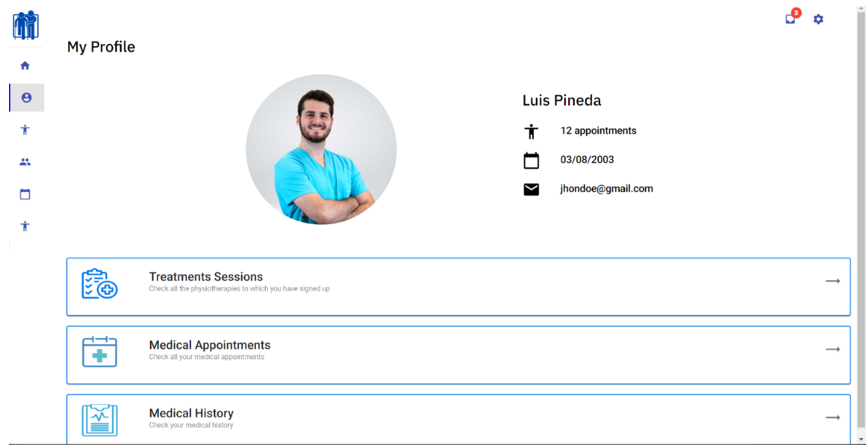 3
My Profile
Luis Pineda
12 appointments
03/08/2003
jhondoe@gmail.com
Treatments Sessions
Check all the physiotherapies to which you have signed up
Medical Appointments
Check all your medical appointments
Medical History
Check your medical history